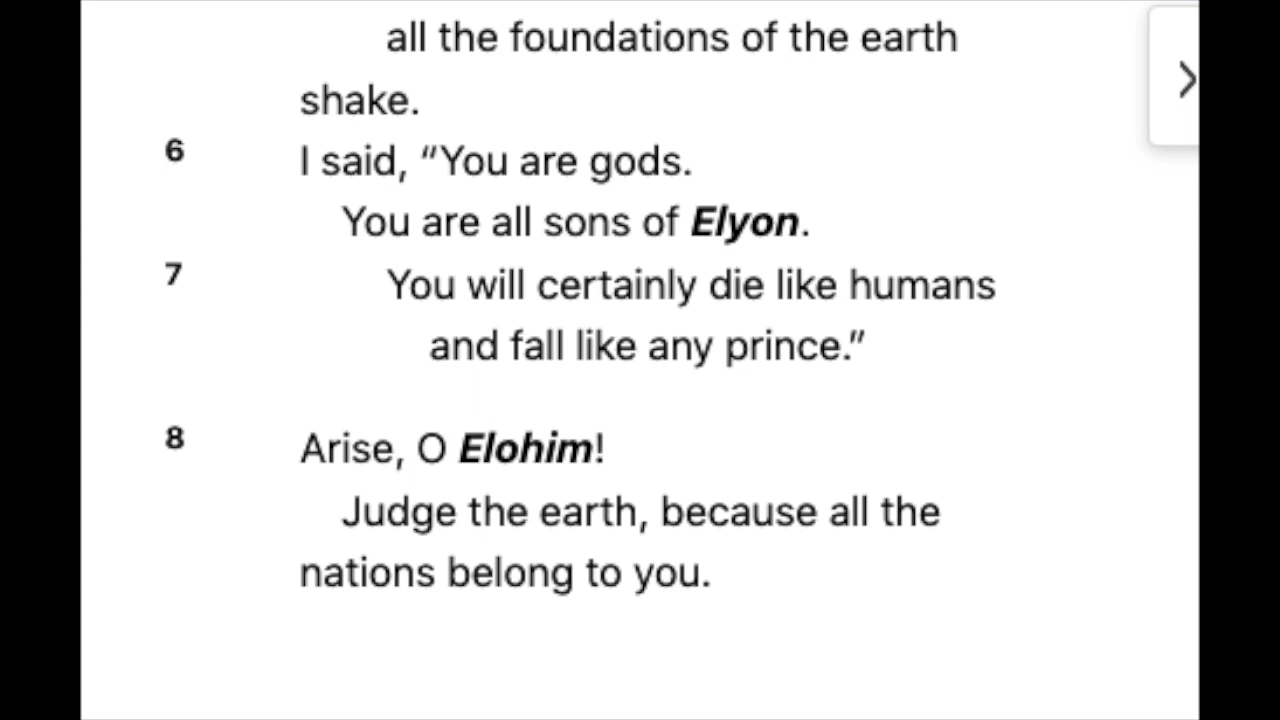 all the foundations of the earth
shake.
6 I said, “You are gods.
You are all sons of Elyon.
7 You will certainly die like humans
and fall like any prince.”
8 Arise, O Elohim!
Judge the earth, because all the
nations belong to you.